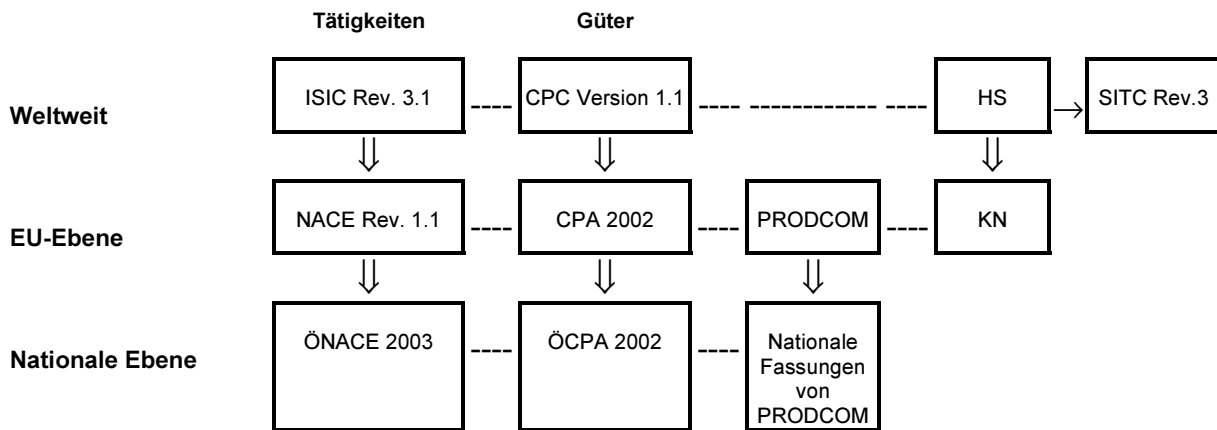 Tätigkeiten Güter
Weltweit
ISIC Rev. 3.1 ---- CPC Version 1.1 ---- ----------- ---- HS → SITC Rev.3
⇓ ⇓ ⇓
EU-Ebene
NACE Rev. 1.1 ---- CPA 2002 ---- PRODCOM ---- KN
⇓ ⇓ ⇓
Nationale Ebene
ÖNACE 2003 ---- ÖCPA 2002 ---- Nationale
Fassungen
von
PRODCOM